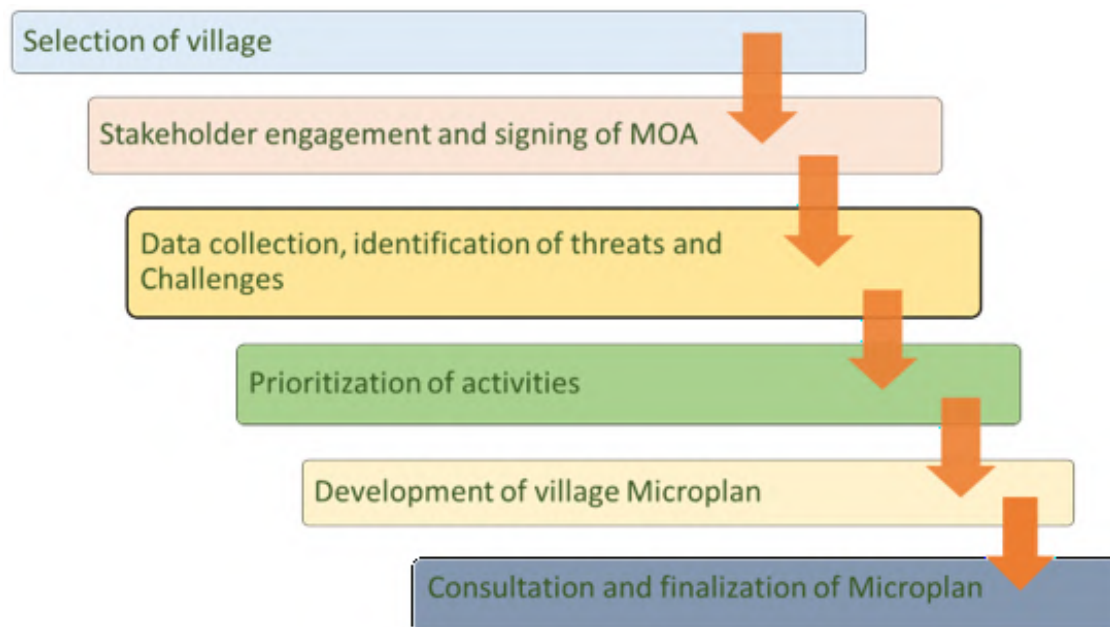 Selection of village
Stakeholder engagement and signing of MOA
Data collection, identification of threats and
Challenges
Prioritization of activities
Development of village Microplan
Consultation and finalization of Microplan